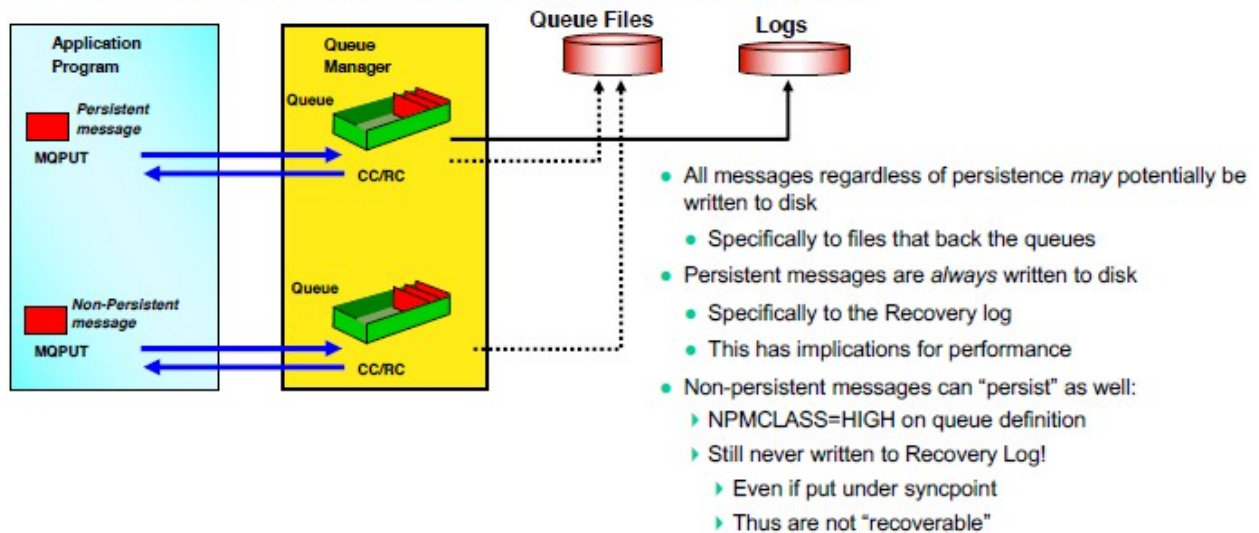 Queue Files
Logs
Application
Program
Queue
Manager
Persistent
message
MQPUT
Queue
CC/RC
Non-Persistent
message
MQPUT
Queue
CC/RC
All messages regardless of persistence may potentially be
written to disk
Specifically to files that back the queues
Persistent messages are always written to disk
Specifically to the Recovery log
This has implications for performance
Non-persistent messages can “persist” as well:
NPMCLASS=HIGH on queue definition
Still never written to Recovery Log!
Even if put under syncpoint
Thus are not “recoverable”